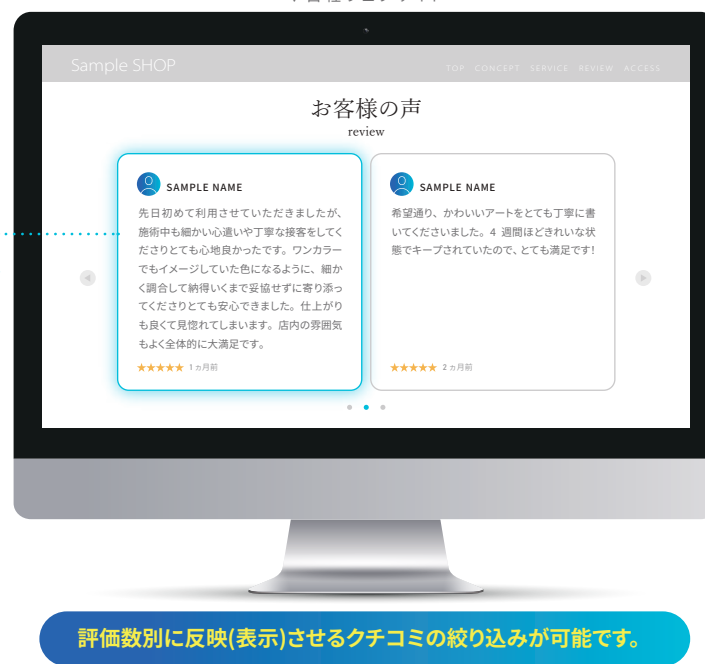 Sample SHOP
TOP CONCEPT SERVICE REVIEW ACCESS
お客様の声
review
SAMPLE NAME
先日初めて利用させていただきましたが、
施術中も細かい心遣いや丁寧な接客をしてく
ださりとても心地良かったです。ワンカラー
でもイメージしていた色になるように、細か
く調合して納得いくまで妥協せずに寄り添っ
てくださりとても安心できました。仕上がり
も良くて見惚れてしまいます。店内の雰囲気
もよく全体的に大満足です。
★★★★★ 1ヵ月前
SAMPLE NAME
希望通り、かわいいアートをとても丁寧に書
いてくださいました。4 週間ほどきれいな状
態でキープされていたので、とても満足です！
★★★★★ 2ヵ月前
評価数別に反映(表示)させるクチコミの絞り込みが可能です。